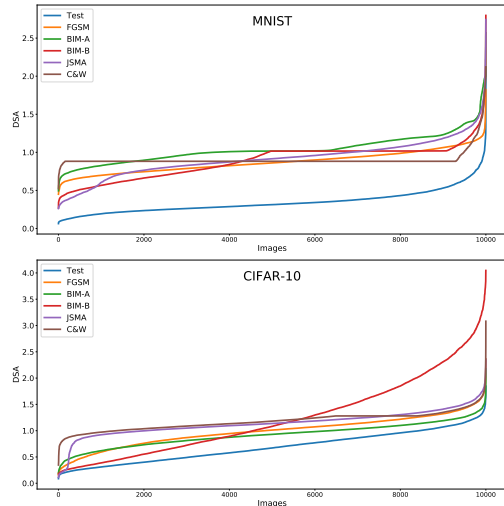 MNIST
Test
FGSM
BIM-A
BIM-B
JSMA
C&W
DSA
2.5
2.0
1.5
1.0
0.5
0.0
0
2000
4000
6000
8000
10000
Images
CIFAR-10
Test
FGSM
BIM-A
BIM-B
JSMA
C&W
DSA
4.0
3.5
3.0
2.5
2.0
1.5
1.0
0.5
0.0
0
2000
4000
6000
8000
10000
Images